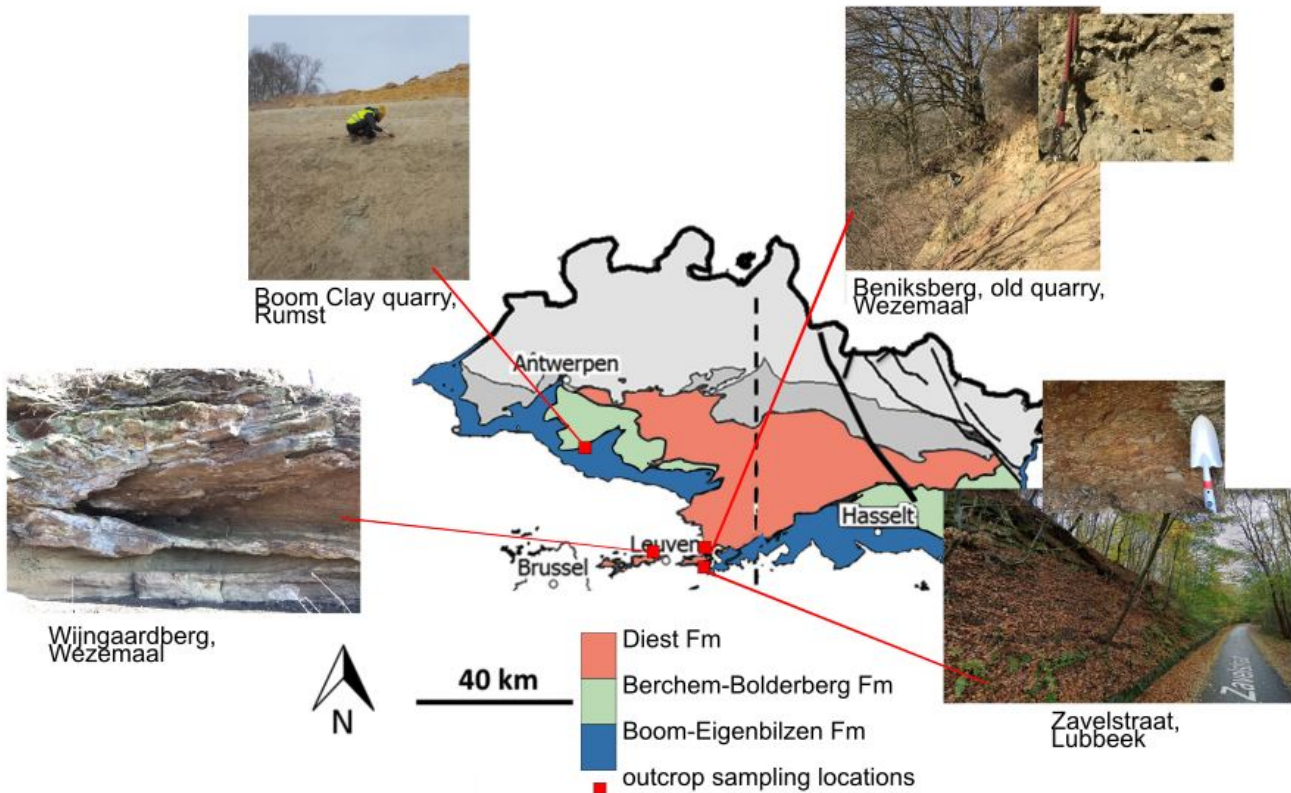 Boom Clay quarry,
Rumst
Beniksberg, old quarry,
Wezemaal
Antwerpen
Hasselt
Leuven
Brussel
Wijngaardberg,
Wezemaal
N
40 km
Diest Fm
Berchem-Bolderberg Fm
Boom-Eigenbilzen Fm
outcrop sampling locations
Zavelstraat
Zavelstraat,
Lubbeek